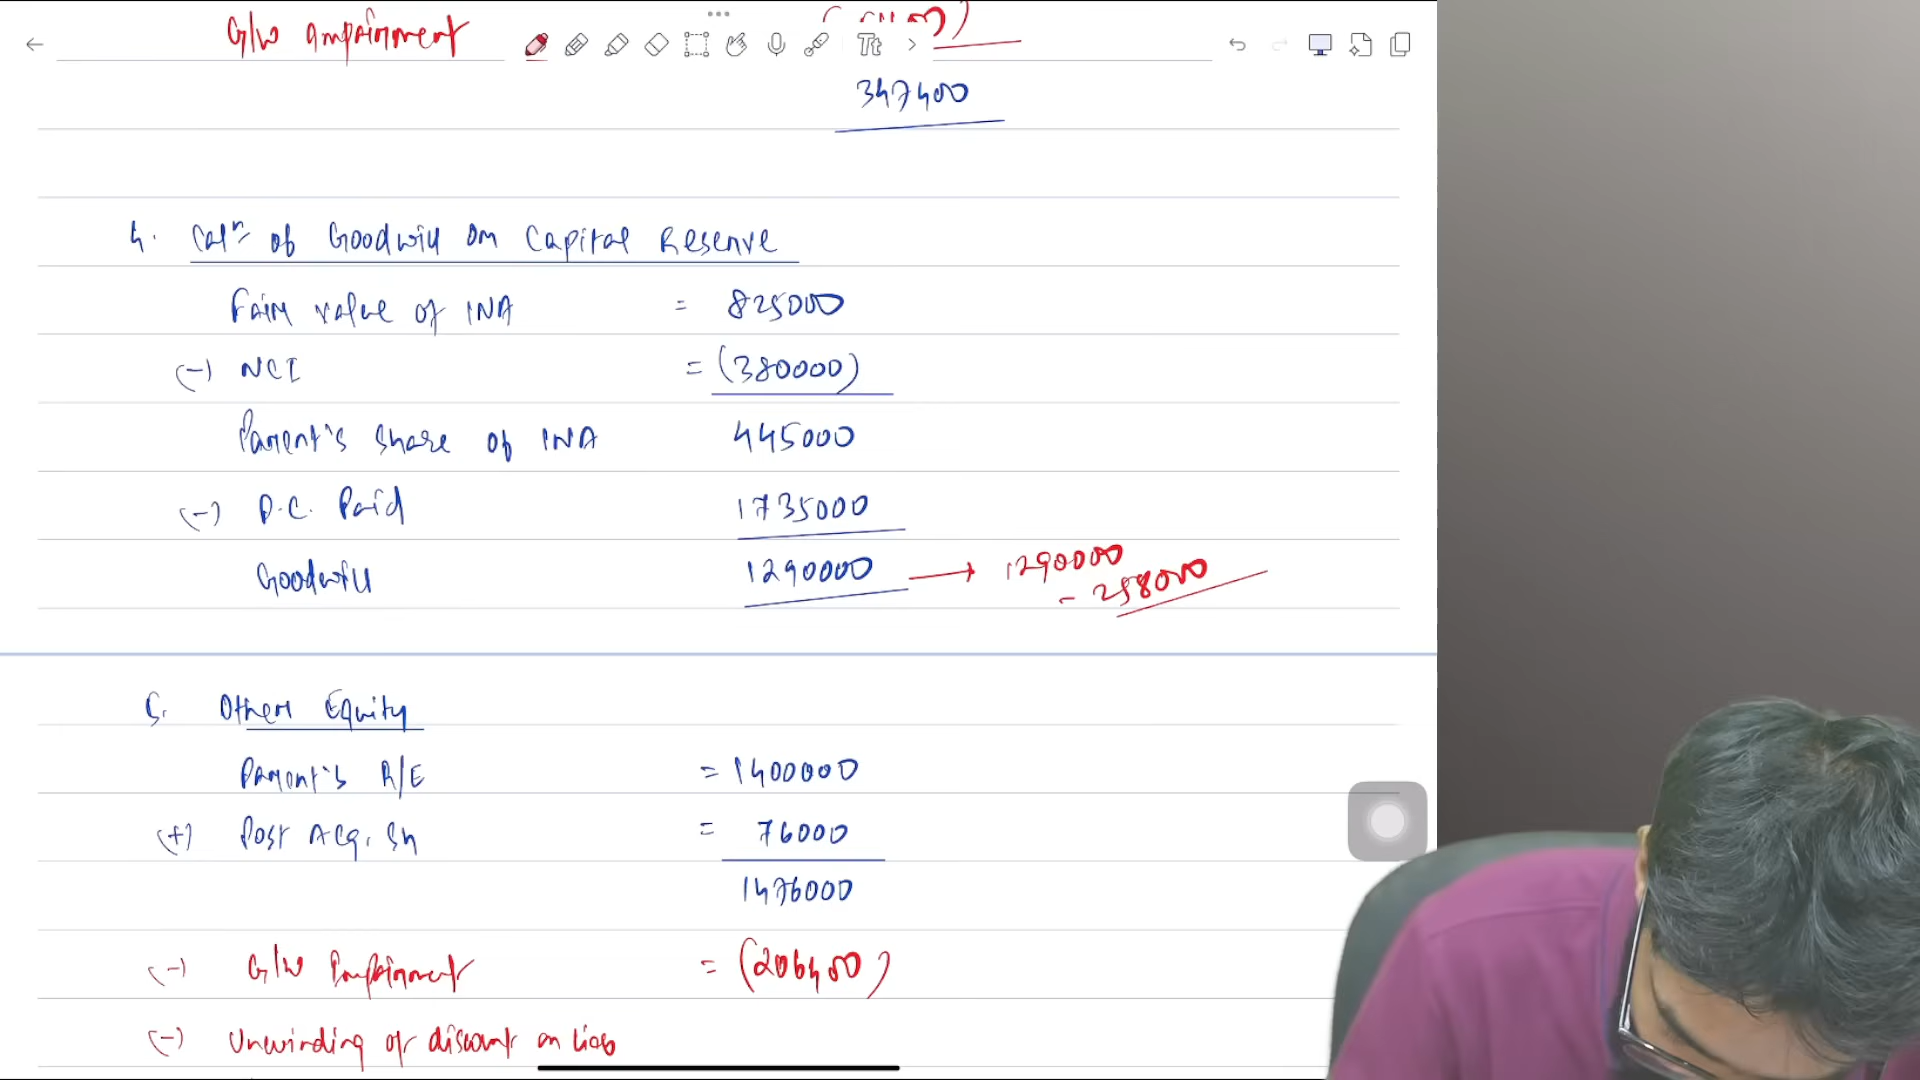 G/W Impairment
347400
4. Calⁿ of Goodwill or Capital Reserve
Fair value of INA = 825000
(-) NCI = (380000)
Parent's share of INA 445000
(-) P.C. Paid 1735000
Goodwill 1290000 → 1290000
- 258000
5. Other Equity
Parent's R/E = 1400000
(+) Post Acq. Sh = 76000
1476000
(-) G/W Impairment = (206400)
(-) Unwinding of discount on liab
Tt